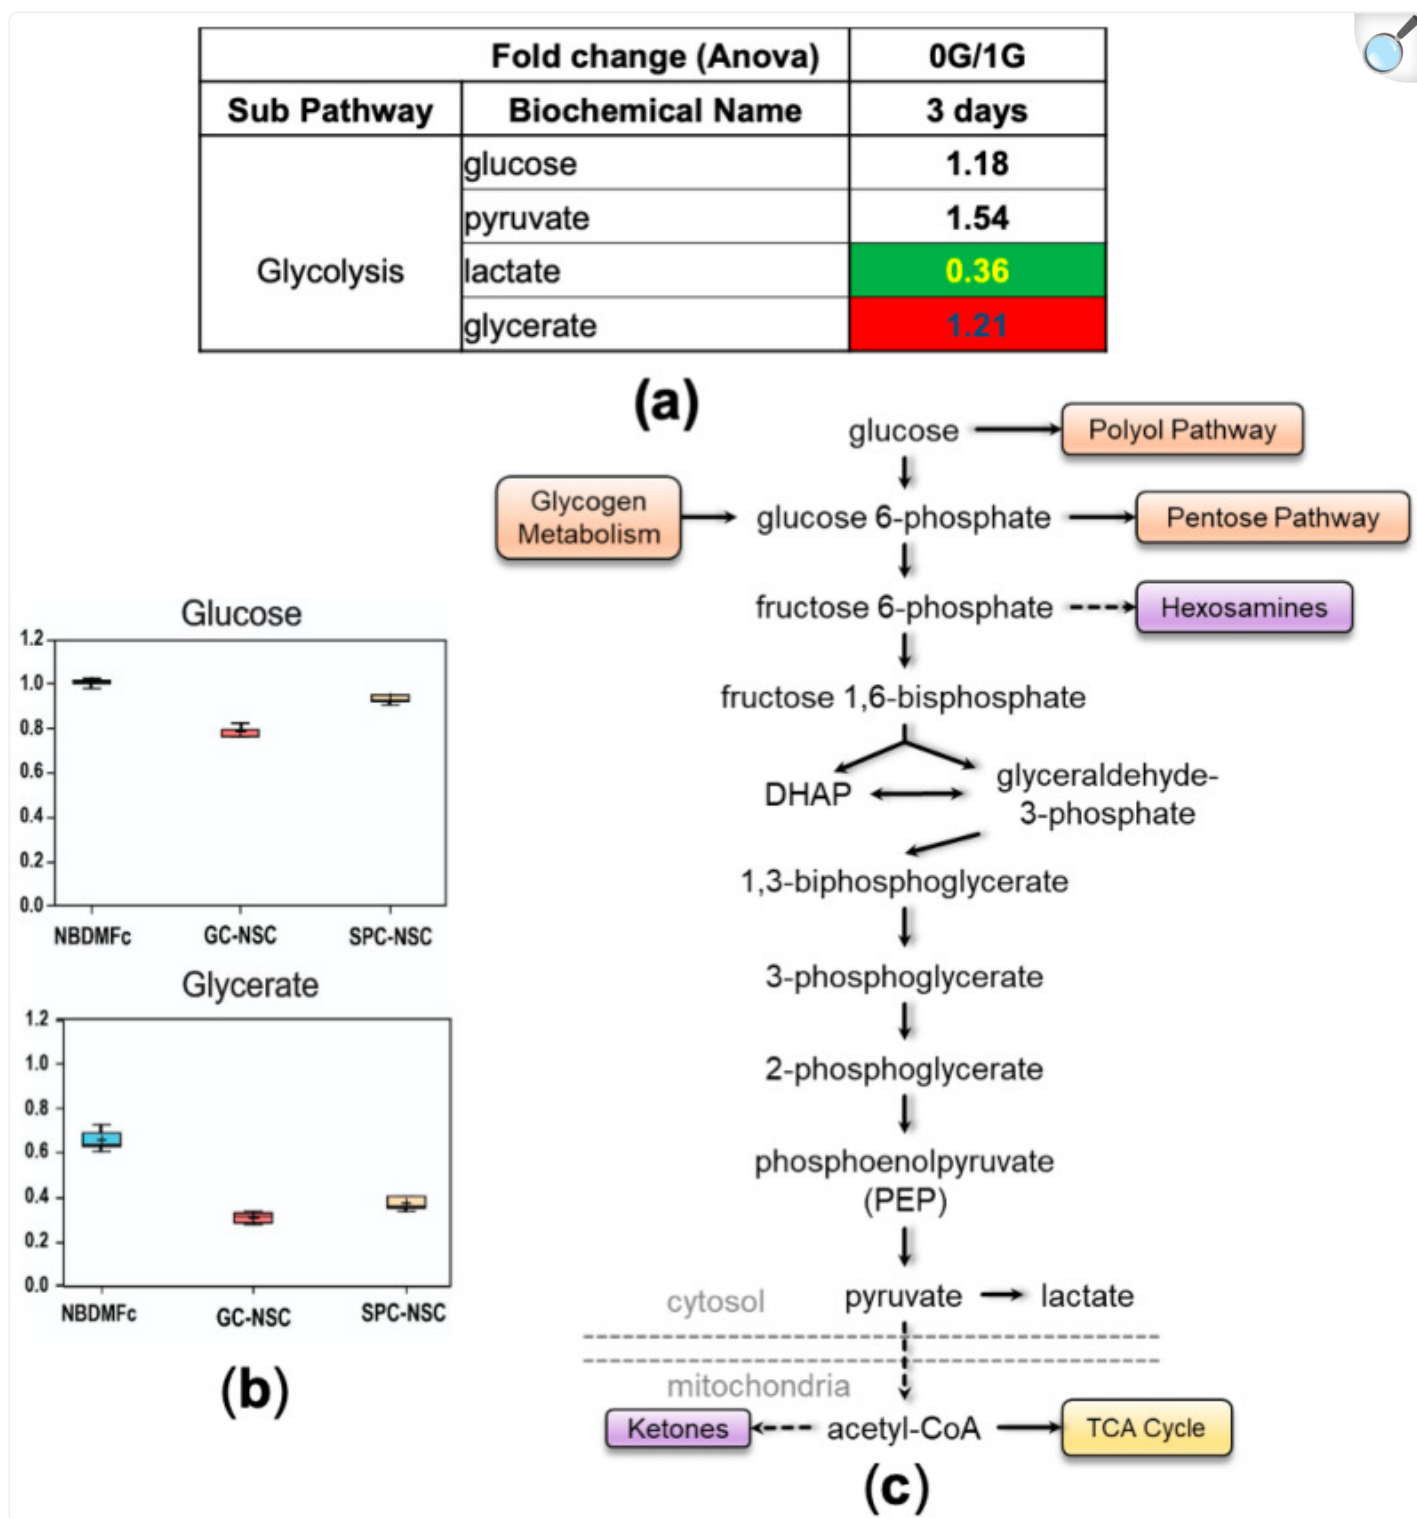 Fold change (Anova) 0G/1G
Sub Pathway Biochemical Name 3 days
glucose 1.18
pyruvate 1.54
Glycolysis lactate 0.36
glycerate 1.21
(a)
glucose Polyol Pathway
Glycogen
Metabolism
glucose 6-phosphate Pentose Pathway
fructose 6-phosphate Hexosamines
fructose 1,6-bisphosphate
DHAP
glyceraldehyde-
3-phosphate
1,3-biphosphoglycerate
3-phosphoglycerate
2-phosphoglycerate
phosphoenolpyruvate
(PEP)
cytosol pyruvate lactate
mitochondria
Ketones acetyl-CoA TCA Cycle
(c)
Glucose
1.2
1.0
0.8
0.6
0.4
0.2
0.0
NBDMFc GC-NSC SPC-NSC
Glycerate
1.2
1.0
0.8
0.6
0.4
0.2
0.0
NBDMFc GC-NSC SPC-NSC
(b)